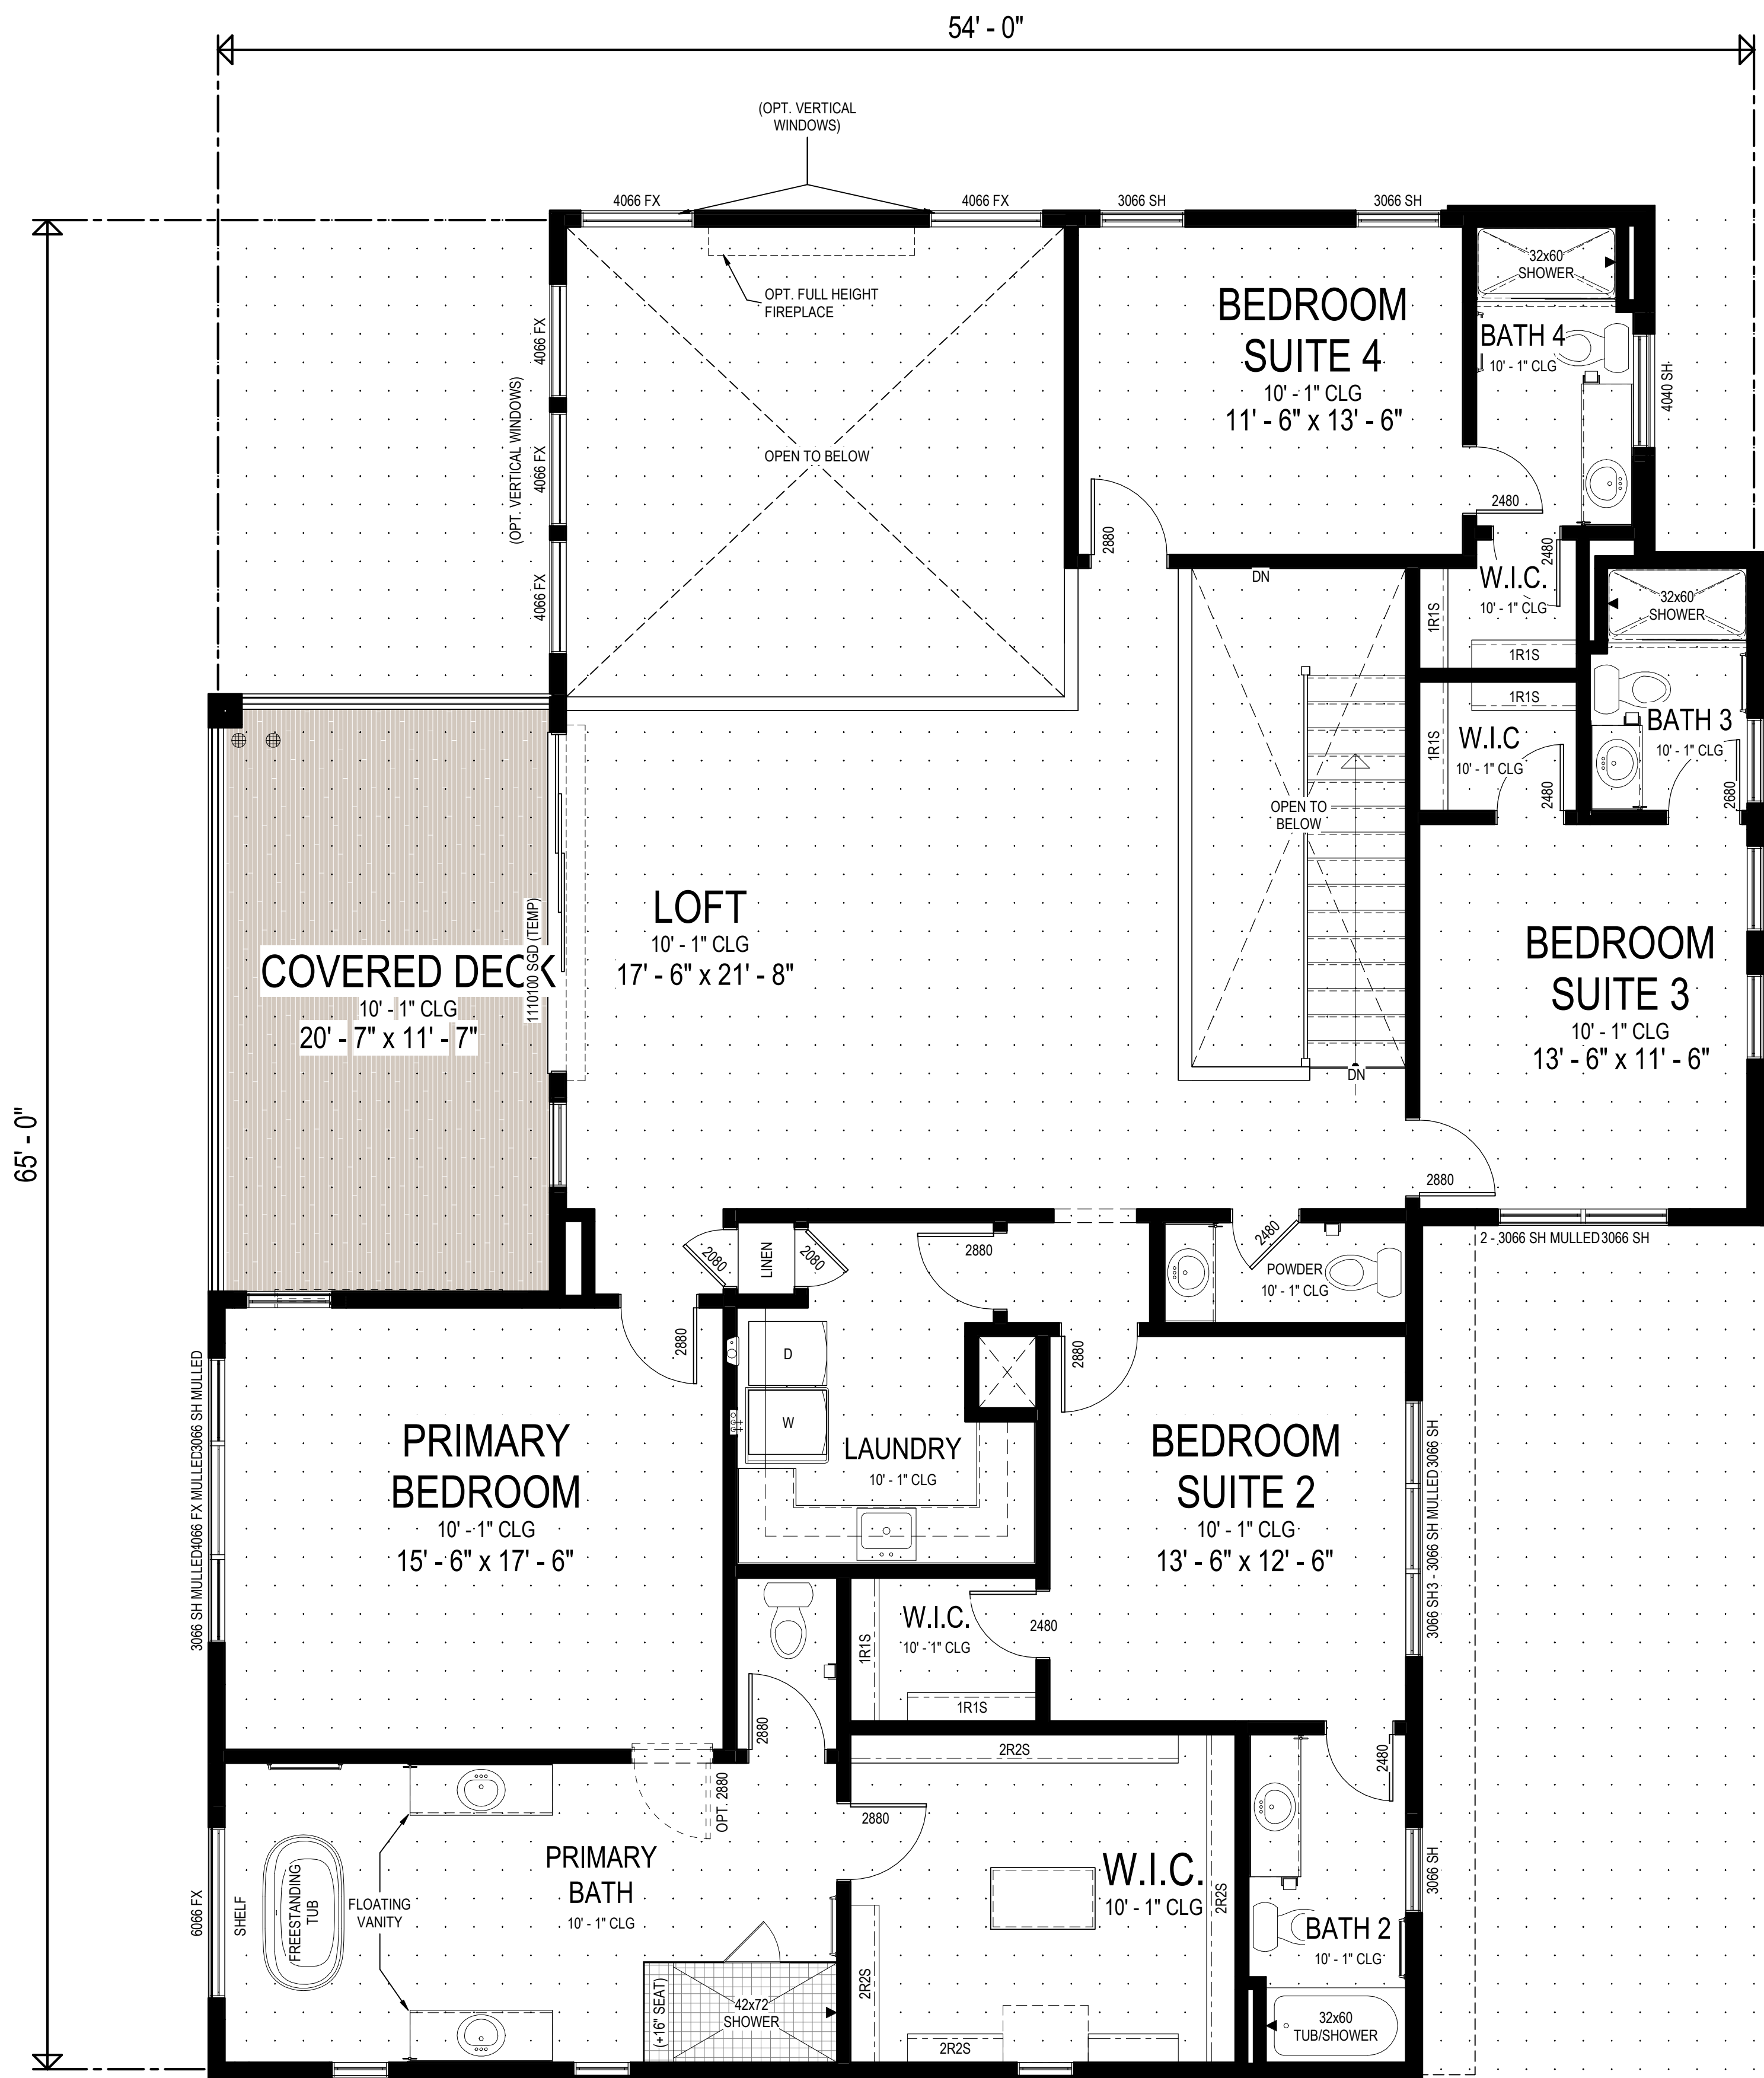 54' - 0"
(OPT. VERTICAL
WINDOWS)
4066 FX
4066 FX
3066 SH
3066 SH
OPT. FULL HEIGHT
FIREPLACE
32x60
SHOWER
BEDROOM
SUITE 4
10' - 1" CLG
11' - 6" x 13' - 6"
BATH 4
10' - 1" CLG
4040 SH
4066 FX
(OPT. VERTICAL WINDOWS)
4066 FX
4066 FX
OPEN TO BELOW
2480
2880
2480
DN
W.I.C.
10' - 1" CLG
1R1S
1R1S
32x60
SHOWER
1R1S
1R1S
W.I.C
10' - 1" CLG
2480
BATH 3
10' - 1" CLG
2680
OPEN TO
BELOW
LOFT
10' - 1" CLG
17' - 6" x 21' - 8"
COVERED DECK
10' - 1" CLG
20' - 7" x 11' - 7"
1110100 SGD (TEMP)
BEDROOM
SUITE 3
10' - 1" CLG
13' - 6" x 11' - 6"
DN
65' - 0"
2880
2 - 3066 SH MULLED3066 SH
2080
LINEN
2080
2880
2480
POWDER
10' - 1" CLG
2880
D
W
2880
3066 SH MULLED4066 FX MULLED3066 SH MULLED
PRIMARY
BEDROOM
10' - 1" CLG
15' - 6" x 17' - 6"
LAUNDRY
10' - 1" CLG
BEDROOM
SUITE 2
10' - 1" CLG
13' - 6" x 12' - 6"
3066 SH3 - 3066 SH MULLED3066 SH
W.I.C.
10' - 1" CLG
1R1S
1R1S
2480
2880
2R2S
2480
OPT. 2880
2880
PRIMARY
BATH
10' - 1" CLG
6066 FX
SHELF
FREESTANDING
TUB
FLOATING
VANITY
W.I.C.
10' - 1" CLG
2R2S
3066 SH
BATH 2
10' - 1" CLG
(+16" SEAT)
42x72
SHOWER
2R2S
2R2S
32x60
TUB/SHOWER